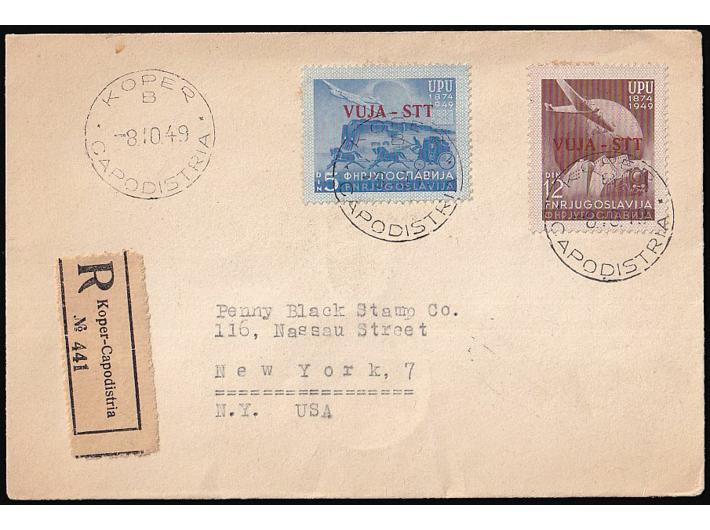 KOPER
B
-8.10.49
CAPODISTRIA
UPU
1874
1949
VUJA-STT
DIN 5 ФНРЈУГОСЛАВИЈА
FNRJUGOSLAVIJA
CAPODISTRIA
UPU
1874
1949
VUJA-STT
DIN
12 FNRJUGOSLAVIJA
ФНРЈУГОСЛАВИЈА
CAPODISTRIA
R
Koper-Capodistria
№ 441
Penny Black Stamp Co.
116, Nassau Street
New York, 7
N.Y. USA